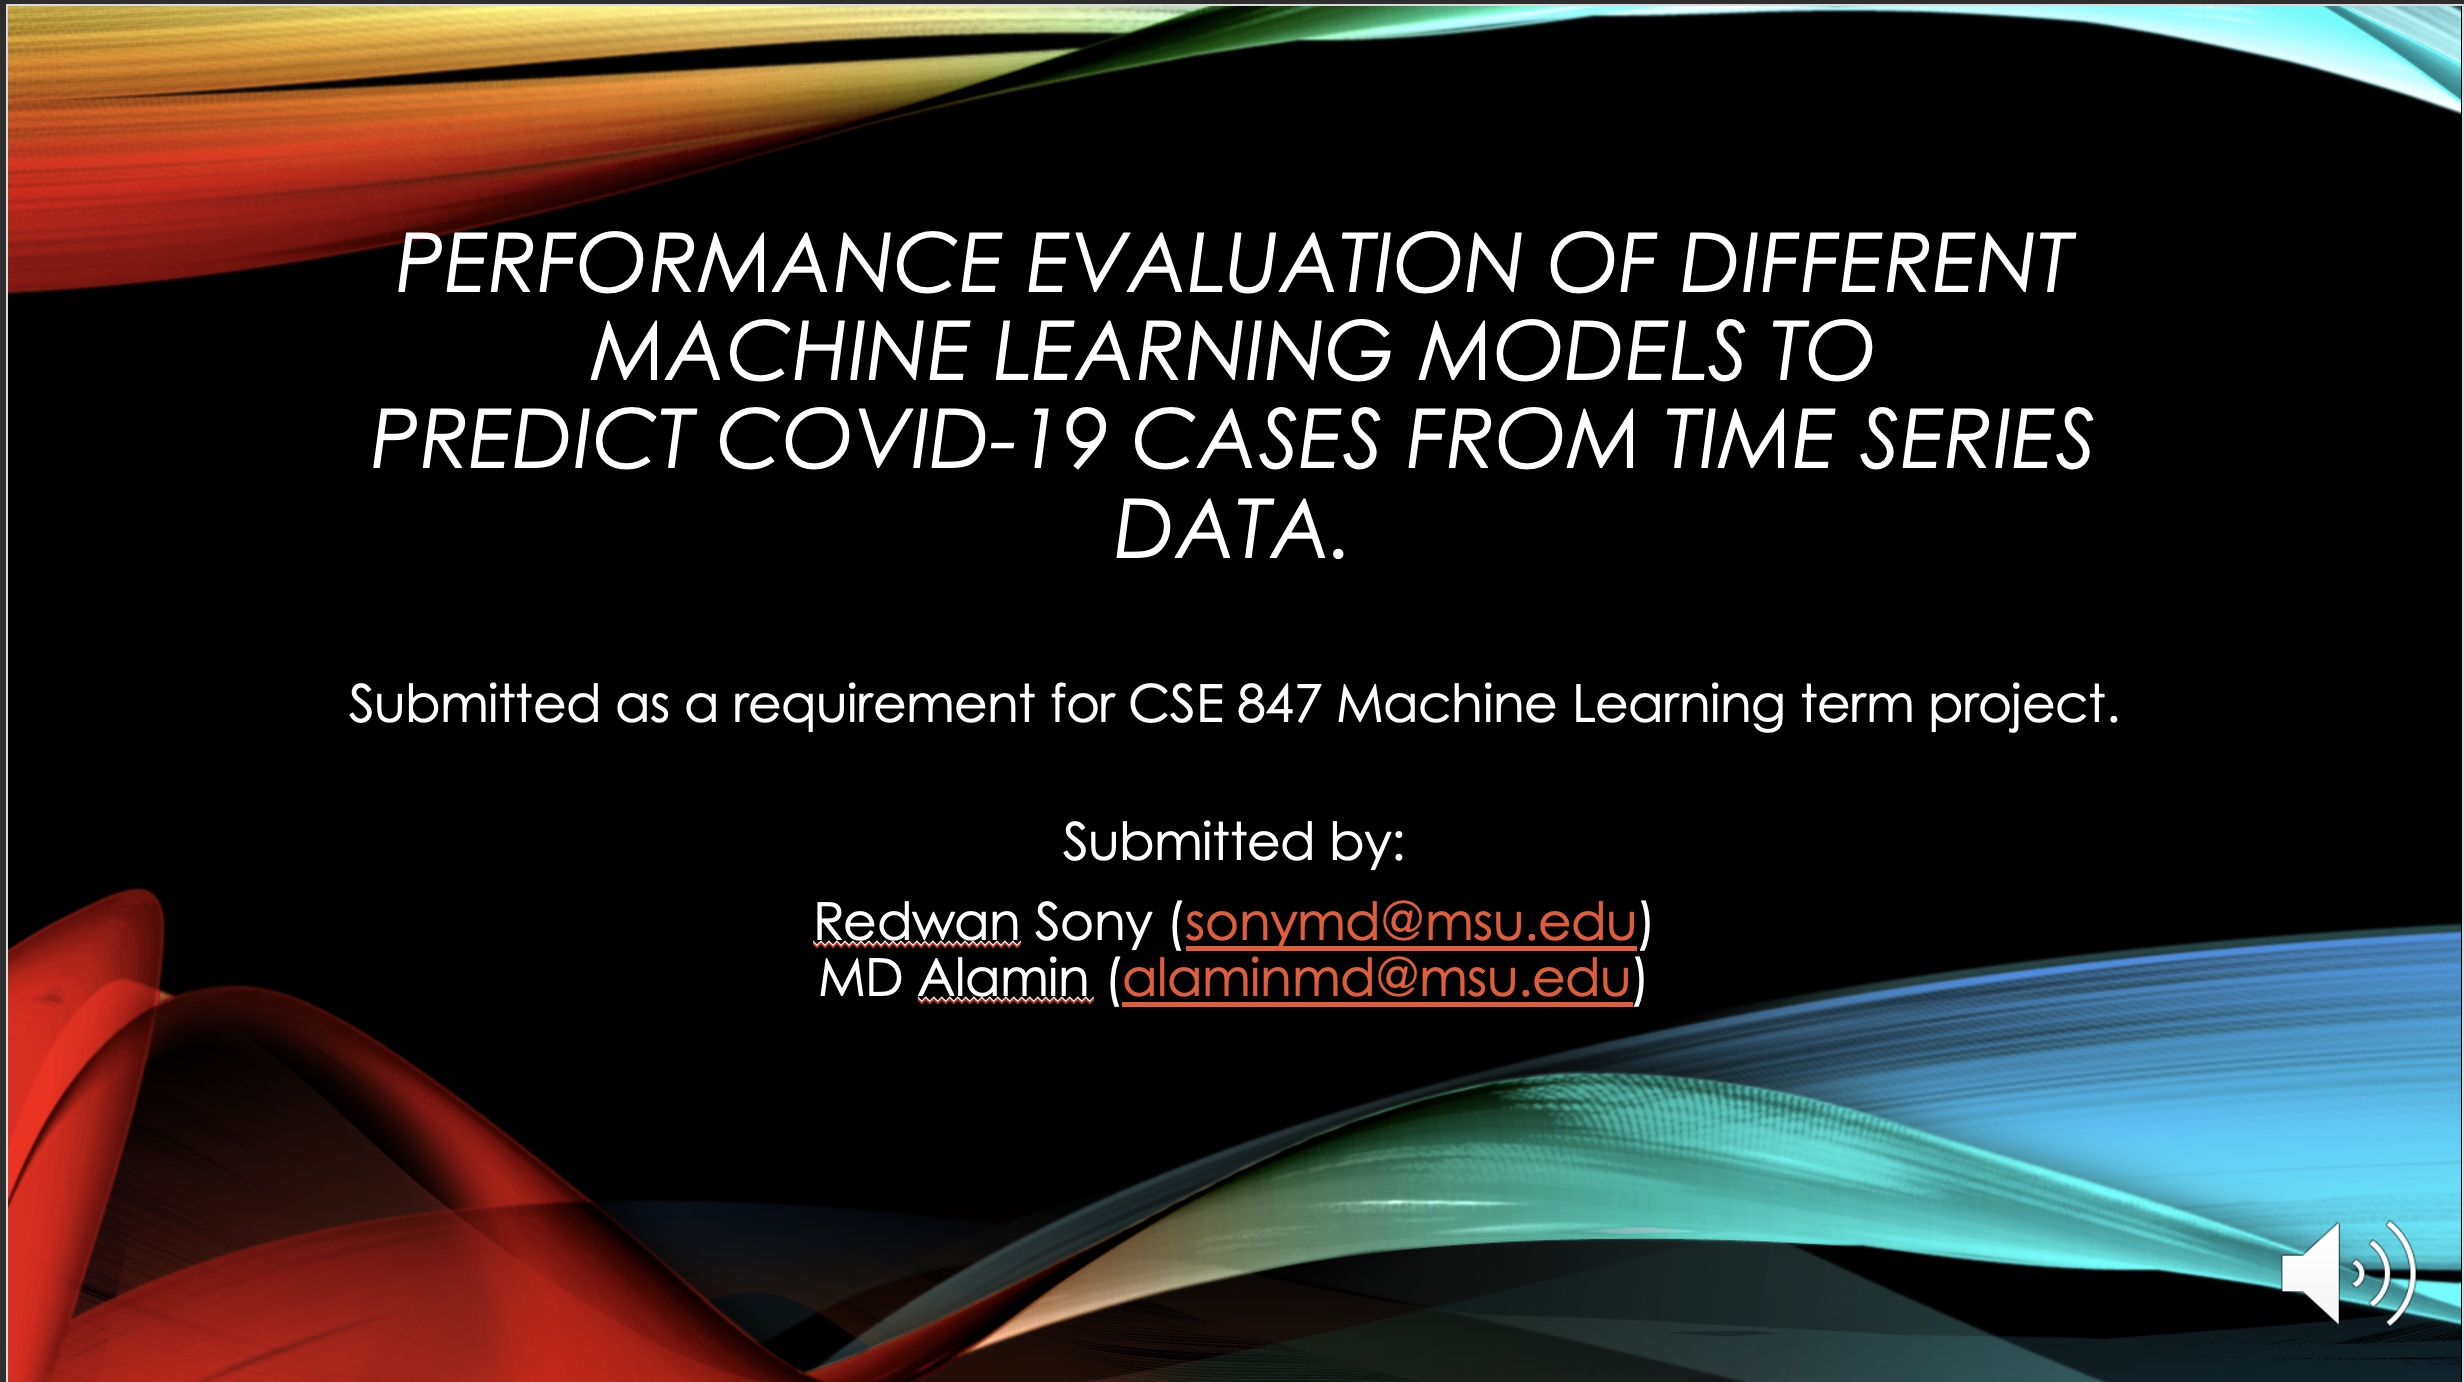 PERFORMANCE EVALUATION OF DIFFERENT
MACHINE LEARNING MODELS TO
PREDICT COVID-19 CASES FROM TIME SERIES
DATA.
Submitted as a requirement for CSE 847 Machine Learning term project.
Submitted by:
Redwan Sony (sonymd@msu.edu)
MD Alamin (alaminmd@msu.edu)